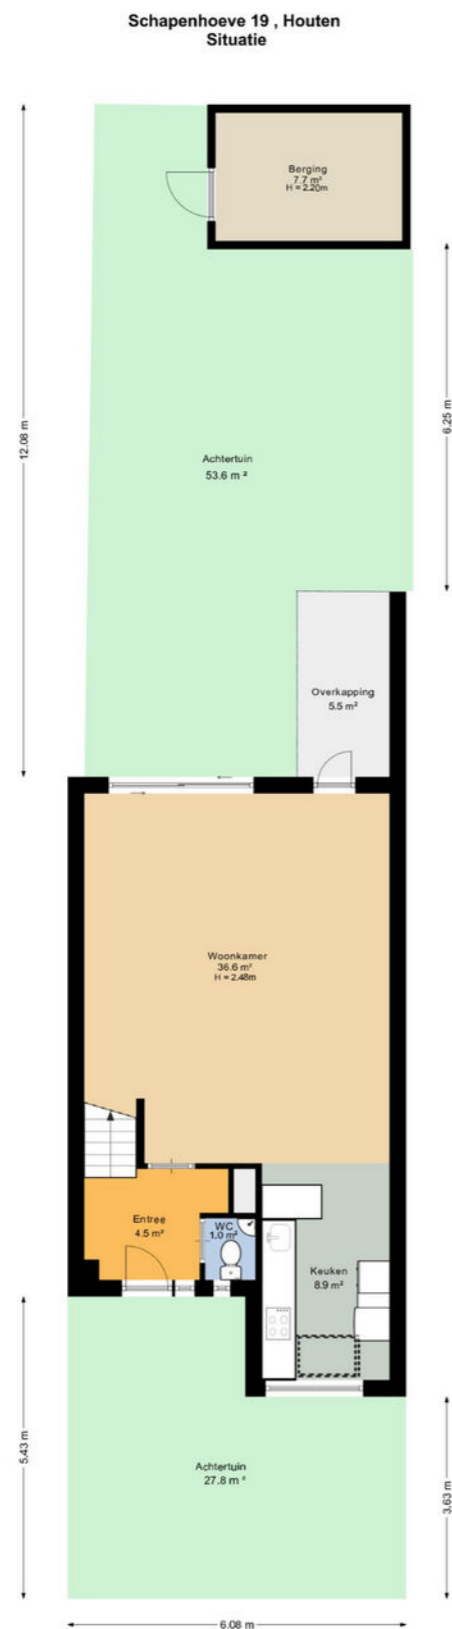 Schapenhoeve 19 , Houten
Situatie
Berging
7.7 m²
H = 2.20m
12.08 m
6.25 m
Achtertuin
53.6 m ²
Overkapping
5.5 m²
Woonkamer
36.6 m²
H = 2.48m
Entree
4.5 m²
WC
1.0 m²
Keuken
8.9 m²
5.43 m
3.63 m
Achtertuin
27.8 m ²
6.08 m